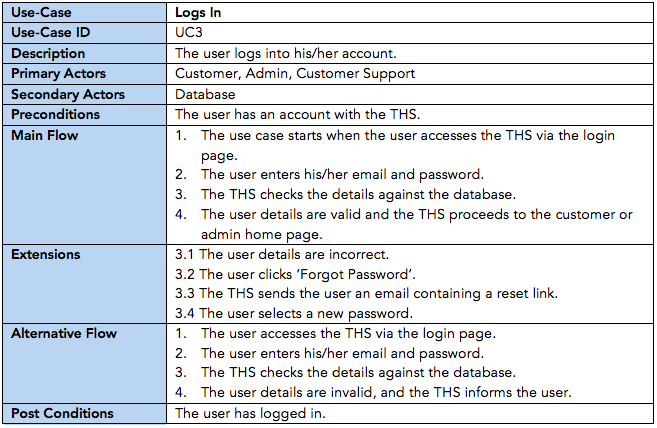 Use-Case Logs In
Use-Case ID UC3
Description The user logs into his/her account.
Primary Actors Customer, Admin, Customer Support
Secondary Actors Database
Preconditions The user has an account with the THS.
Main Flow 1. The use case starts when the user accesses the THS via the login
page.
2. The user enters his/her email and password.
3. The THS checks the details against the database.
4. The user details are valid and the THS proceeds to the customer or
admin home page.
Extensions 3.1 The user details are incorrect.
3.2 The user clicks ‘Forgot Password’.
3.3 The THS sends the user an email containing a reset link.
3.4 The user selects a new password.
Alternative Flow 1. The user accesses the THS via the login page.
2. The user enters his/her email and password.
3. The THS checks the details against the database.
4. The user details are invalid, and the THS informs the user.
Post Conditions The user has logged in.